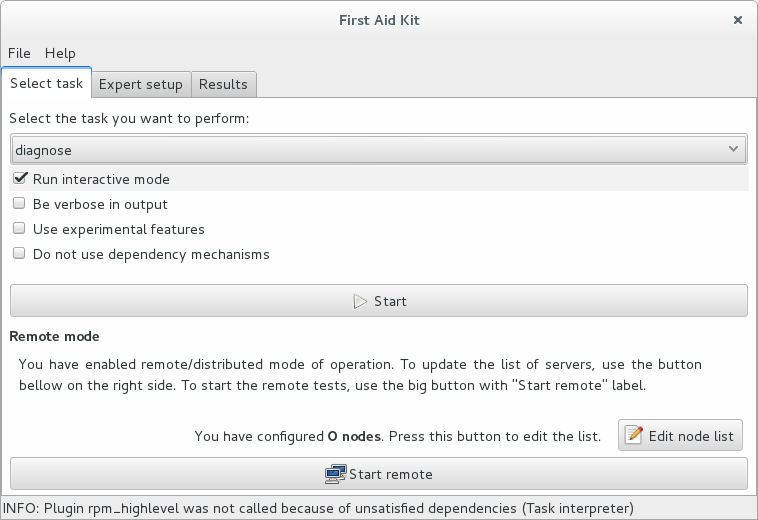 First Aid Kit
File Help
Select task Expert setup Results
Select the task you want to perform:
diagnose
Run interactive mode
Be verbose in output
Use experimental features
Do not use dependency mechanisms
Start
Remote mode
You have enabled remote/distributed mode of operation. To update the list of servers, use the button
bellow on the right side. To start the remote tests, use the big button with "Start remote" label.
You have configured 0 nodes. Press this button to edit the list. Edit node list
Start remote
INFO: Plugin rpm_highlevel was not called because of unsatisfied dependencies (Task interpreter)